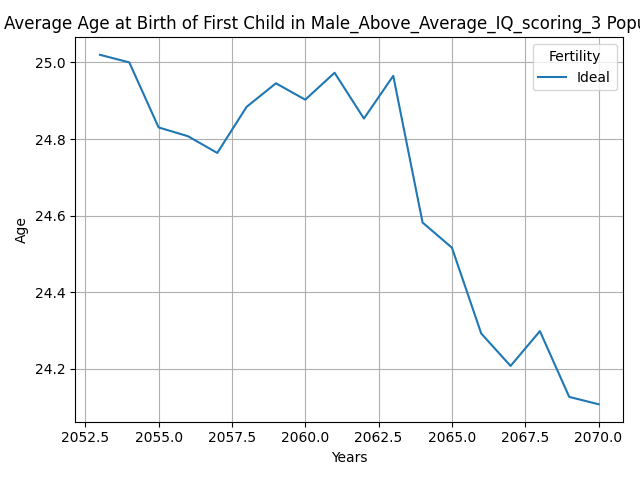 Average Age at Birth of First Child in Male_Above_Average_IQ_scoring_3
Fertility
Ideal
25.0
24.8
24.6
24.4
24.2
Age
2052.5 2055.0 2057.5 2060.0 2062.5 2065.0 2067.5 2070.0
Years